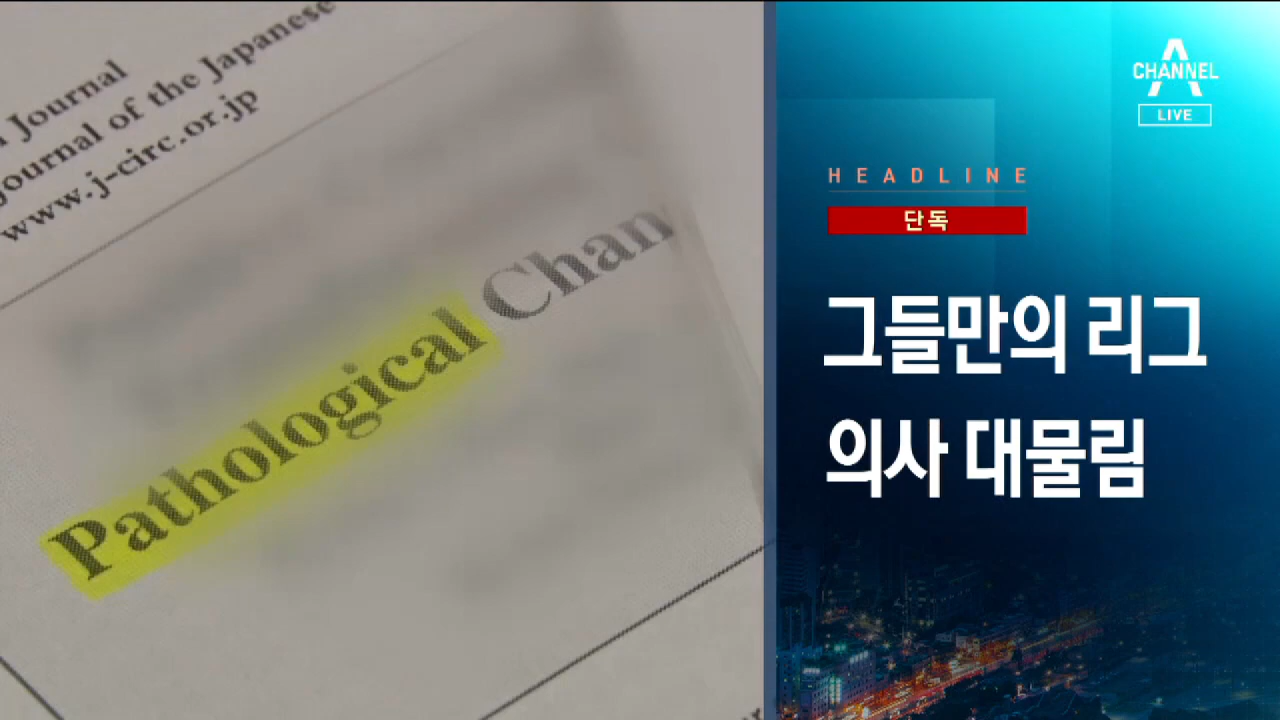 Journal
Journal of the Japanese
www.j-circ.or.jp
Pathological Chan
CHANNEL A
LIVE
HEADLINE
단독
그들만의 리그
의사 대물림